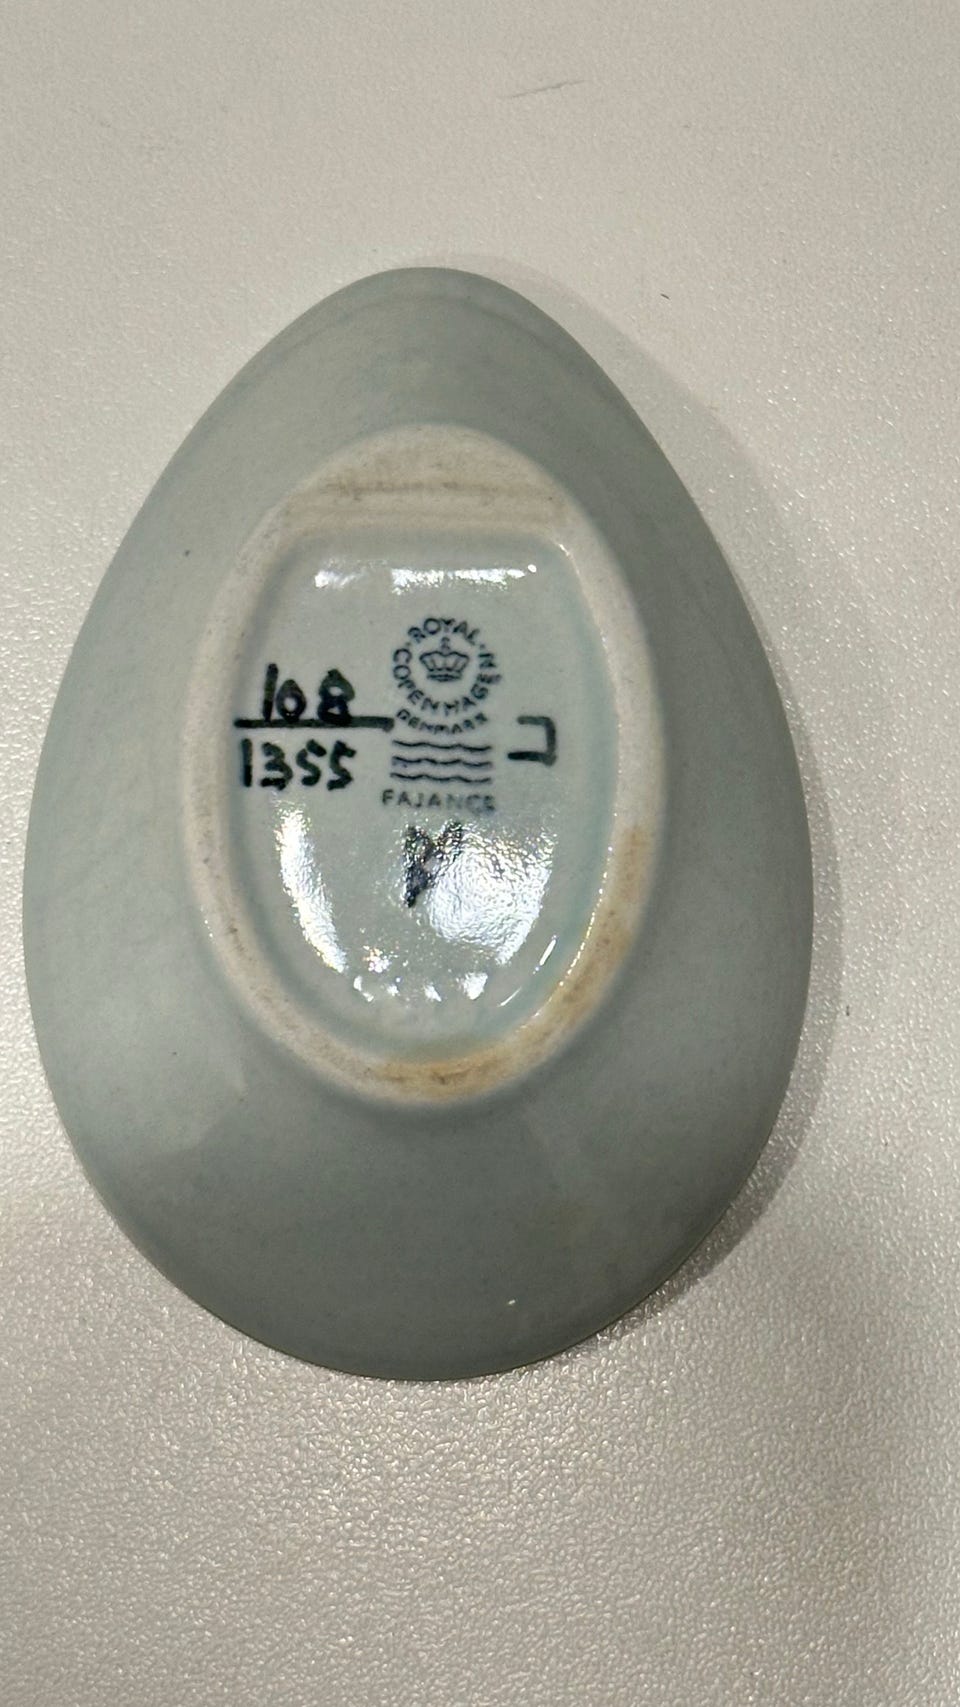 ROYAL
COPENHAGEN
DENMARK
108
1355
FAJANCE